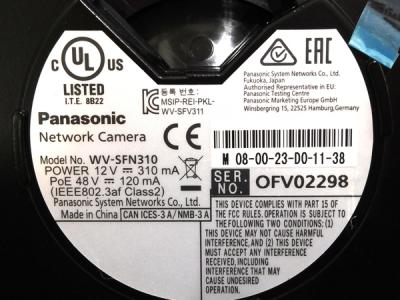 C UL US
LISTED
I.T.E. 8B22
등록 번호:
MSIP-REI-PKL-
WV-SFV311
EAC
Panasonic System Networks Co., Ltd.
Fukuoka, Japan
Authorised Representative in EU:
Panasonic Testing Centre
Panasonic Marketing Europe GmbH
Winsbergring 15, 22525 Hamburg, Germany
Panasonic
Network Camera
CE
Model No. WV-SFN310
POWER 12 V 310 mA
PoE 48 V 120 mA
(IEEE802.3af Class2)
Panasonic System Networks Co., Ltd.
Made in China CAN ICES-3 A / NMB-3 A
M 08-00-23-D0-11-38
SER. NO. OFV02298
THIS DEVICE COMPLIES WITH PART 15 OF
THE FCC RULES. OPERATION IS SUBJECT TO
THE FOLLOWING TWO CONDITIONS: (1)
THIS DEVICE MAY NOT CAUSE HARMFUL
INTERFERENCE, AND (2) THIS DEVICE
MUST ACCEPT ANY INTERFERENCE
RECEIVED, INCLUDING INTERFERENCE
THAT MAY CAUSE UNDESIRED
OPERATION.